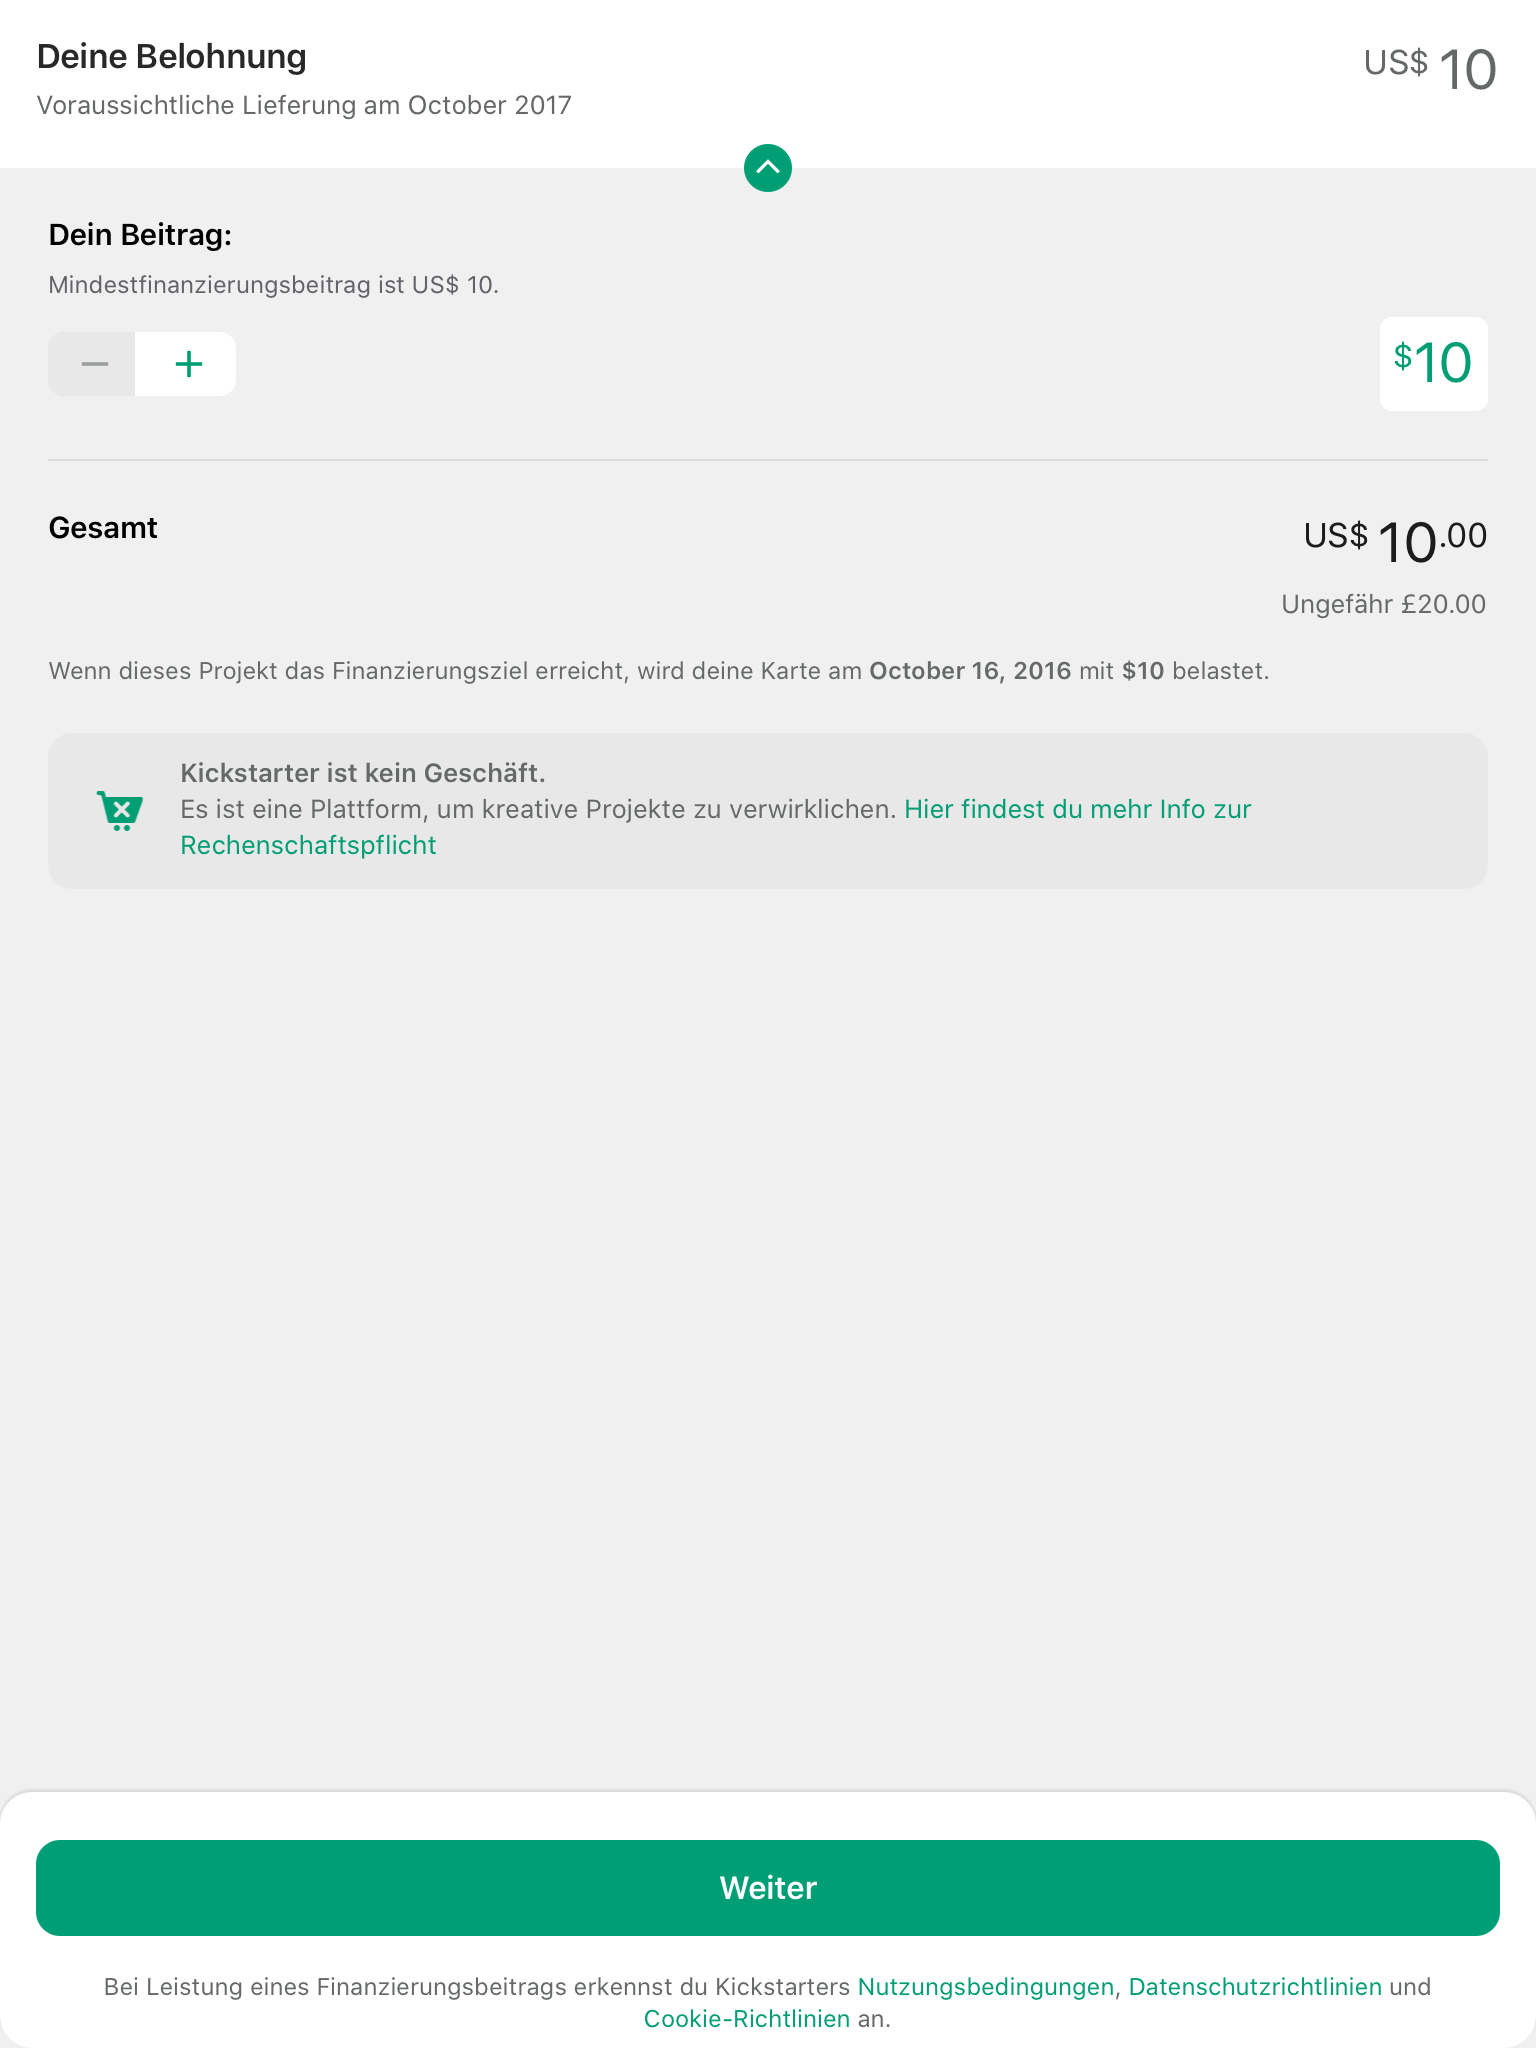 Deine Belohnung
US$ 10
Voraussichtliche Lieferung am October 2017
Dein Beitrag:
Mindestfinanzierungsbeitrag ist US$ 10.
$10
Gesamt
US$ 10.00
Ungefähr £20.00
Wenn dieses Projekt das Finanzierungsziel erreicht, wird deine Karte am October 16, 2016 mit $10 belastet.
Kickstarter ist kein Geschäft.
Es ist eine Plattform, um kreative Projekte zu verwirklichen. Hier findest du mehr Info zur
Rechenschaftspflicht
Weiter
Bei Leistung eines Finanzierungsbeitrags erkennst du Kickstarters Nutzungsbedingungen, Datenschutzrichtlinien und
Cookie-Richtlinien an.